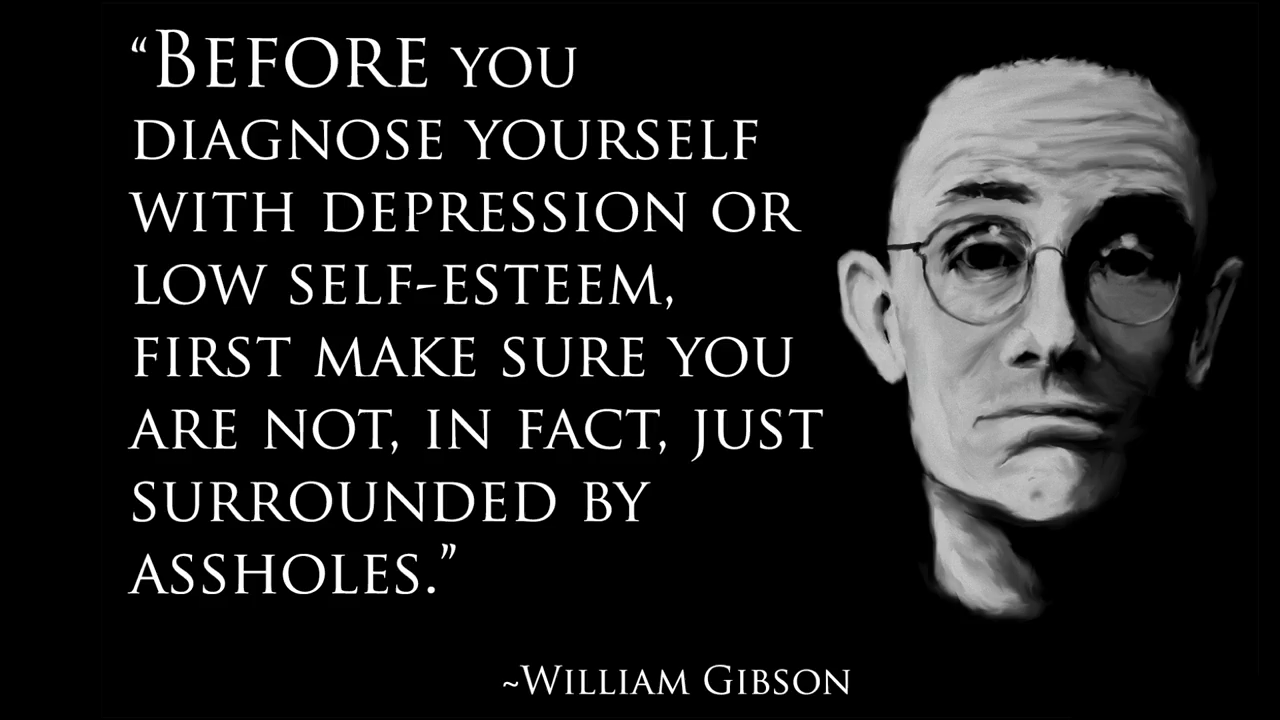 “BEFORE YOU
DIAGNOSE YOURSELF
WITH DEPRESSION OR
LOW SELF-ESTEEM,
FIRST MAKE SURE YOU
ARE NOT, IN FACT, JUST
SURROUNDED BY
ASSHOLES.”
~WILLIAM GIBSON